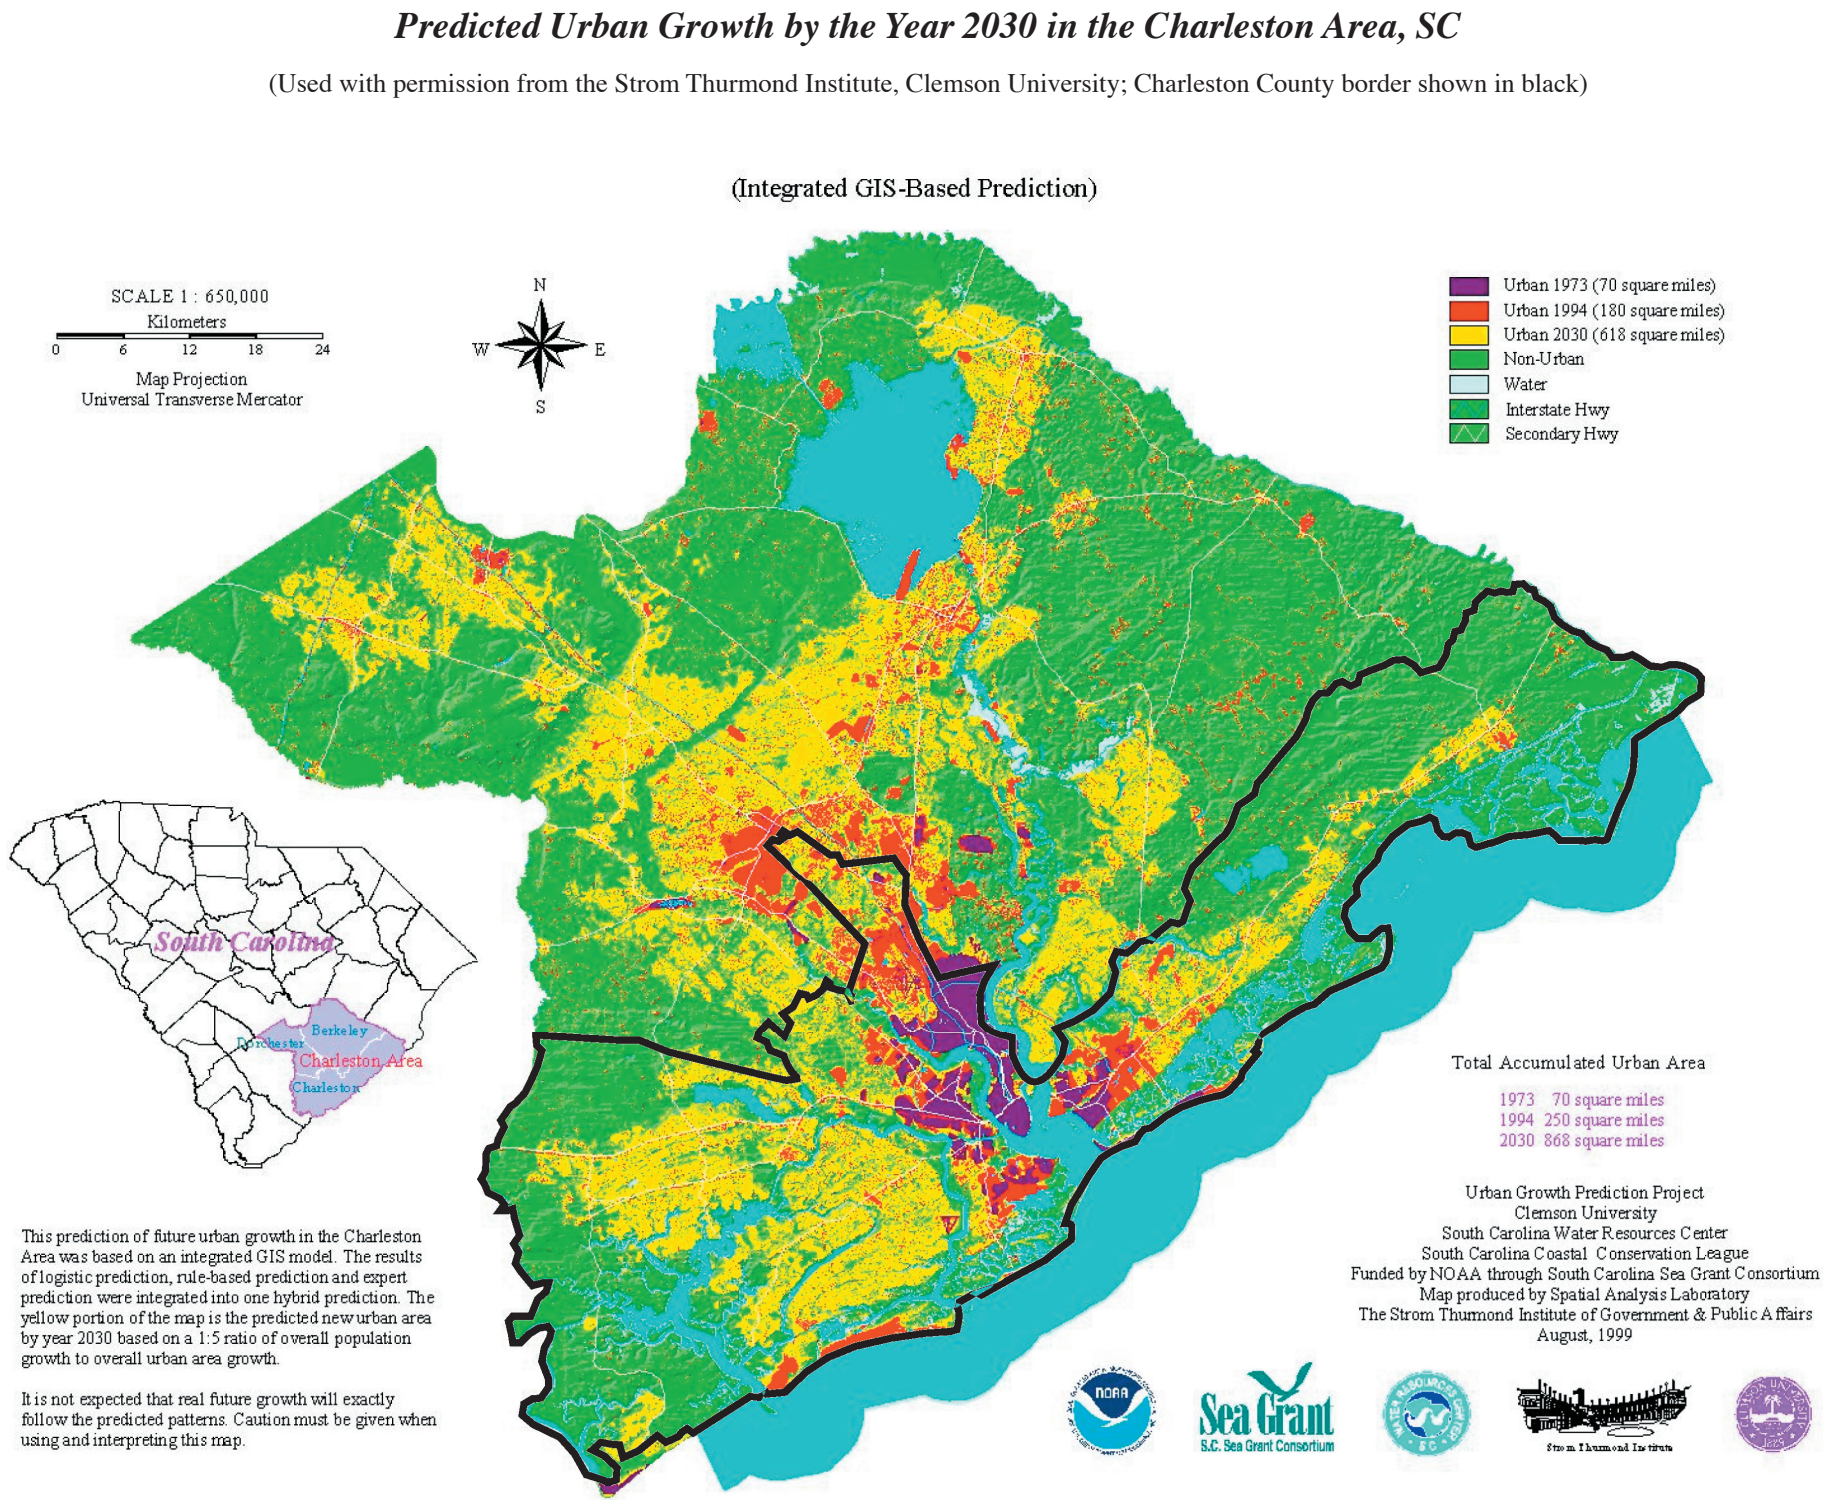 Predicted Urban Growth by the Year 2030 in the Charleston Area, SC
(Used with permission from the Strom Thurmond Institute, Clemson University; Charleston County border shown in black)
(Integrated GIS-Based Prediction)
SCALE 1 : 650,000
Kilometers
0 6 12 18 24
Map Projection
Universal Transverse Mercator
N
W E
S
Urban 1973 (70 square miles)
Urban 1994 (180 square miles)
Urban 2030 (618 square miles)
Non-Urban
Water
Interstate Hwy
Secondary Hwy
South Carolina
Berkeley
Dorchester
Charleston Area
Charleston
Total Accumulated Urban Area
1973 70 square miles
1994 250 square miles
2030 868 square miles
Urban Growth Prediction Project
Clemson University
South Carolina Water Resources Center
South Carolina Coastal Conservation League
Funded by NOAA through South Carolina Sea Grant Consortium
Map produced by Spatial Analysis Laboratory
The Strom Thurmond Institute of Government & Public Affairs
August, 1999
This prediction of future urban growth in the Charleston
Area was based on an integrated GIS model. The results
of logistic prediction, rule-based prediction and expert
prediction were integrated into one hybrid prediction. The
yellow portion of the map is the predicted new urban area
by year 2030 based on a 1:5 ratio of overall population
growth to overall urban area growth.
It is not expected that real future growth will exactly
follow the predicted patterns. Caution must be given when
using and interpreting this map.
NOAA
Sea Grant
S.C. Sea Grant Consortium
WATER RESOURCES CENTER
S C
Strom Thurmond Institute
CLEMSON UNIVERSITY
1889